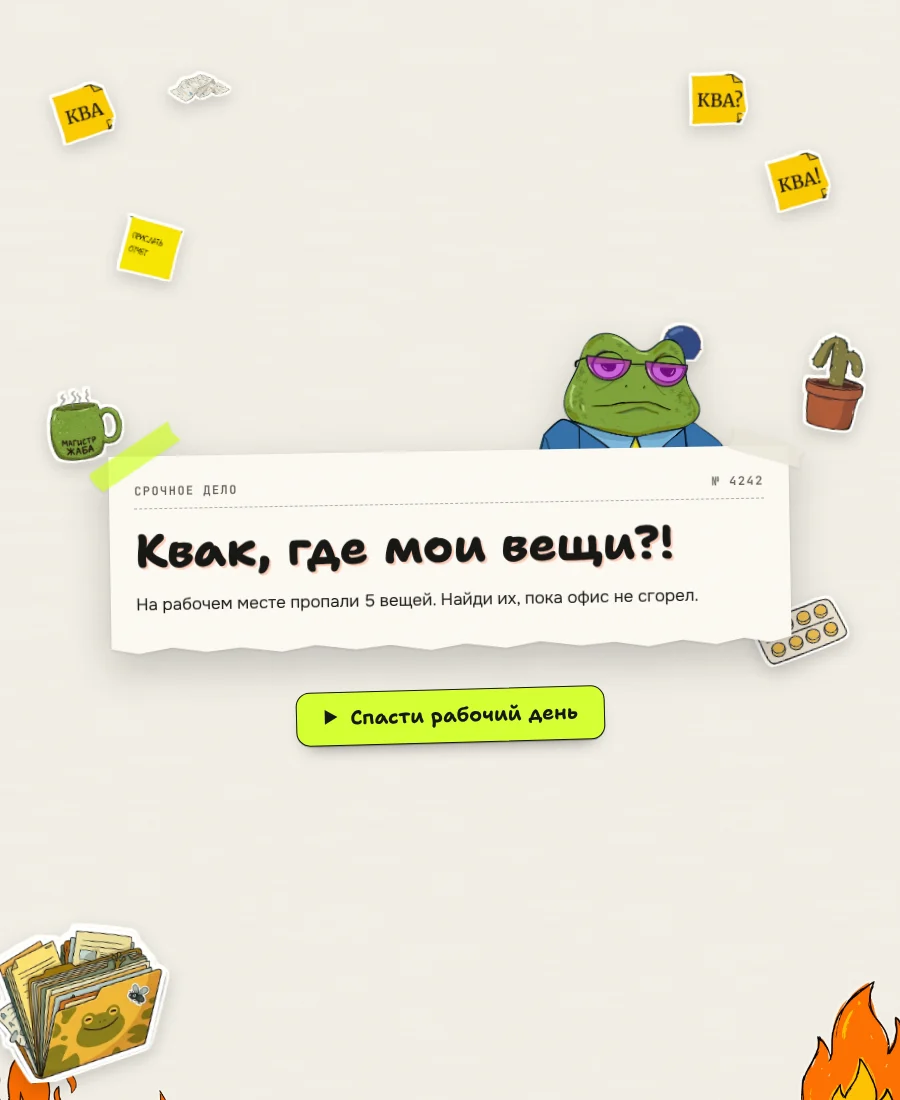 КВА
КВА?
КВА!
ПРИСЛАТЬ
ОТЧЕТ
МАГИСТР
ЖАБА
СРОЧНОЕ ДЕЛО
№ 4242
Квак, где мои вещи?!
На рабочем месте пропали 5 вещей. Найди их, пока офис не сгорел.
▶ Спасти рабочий день